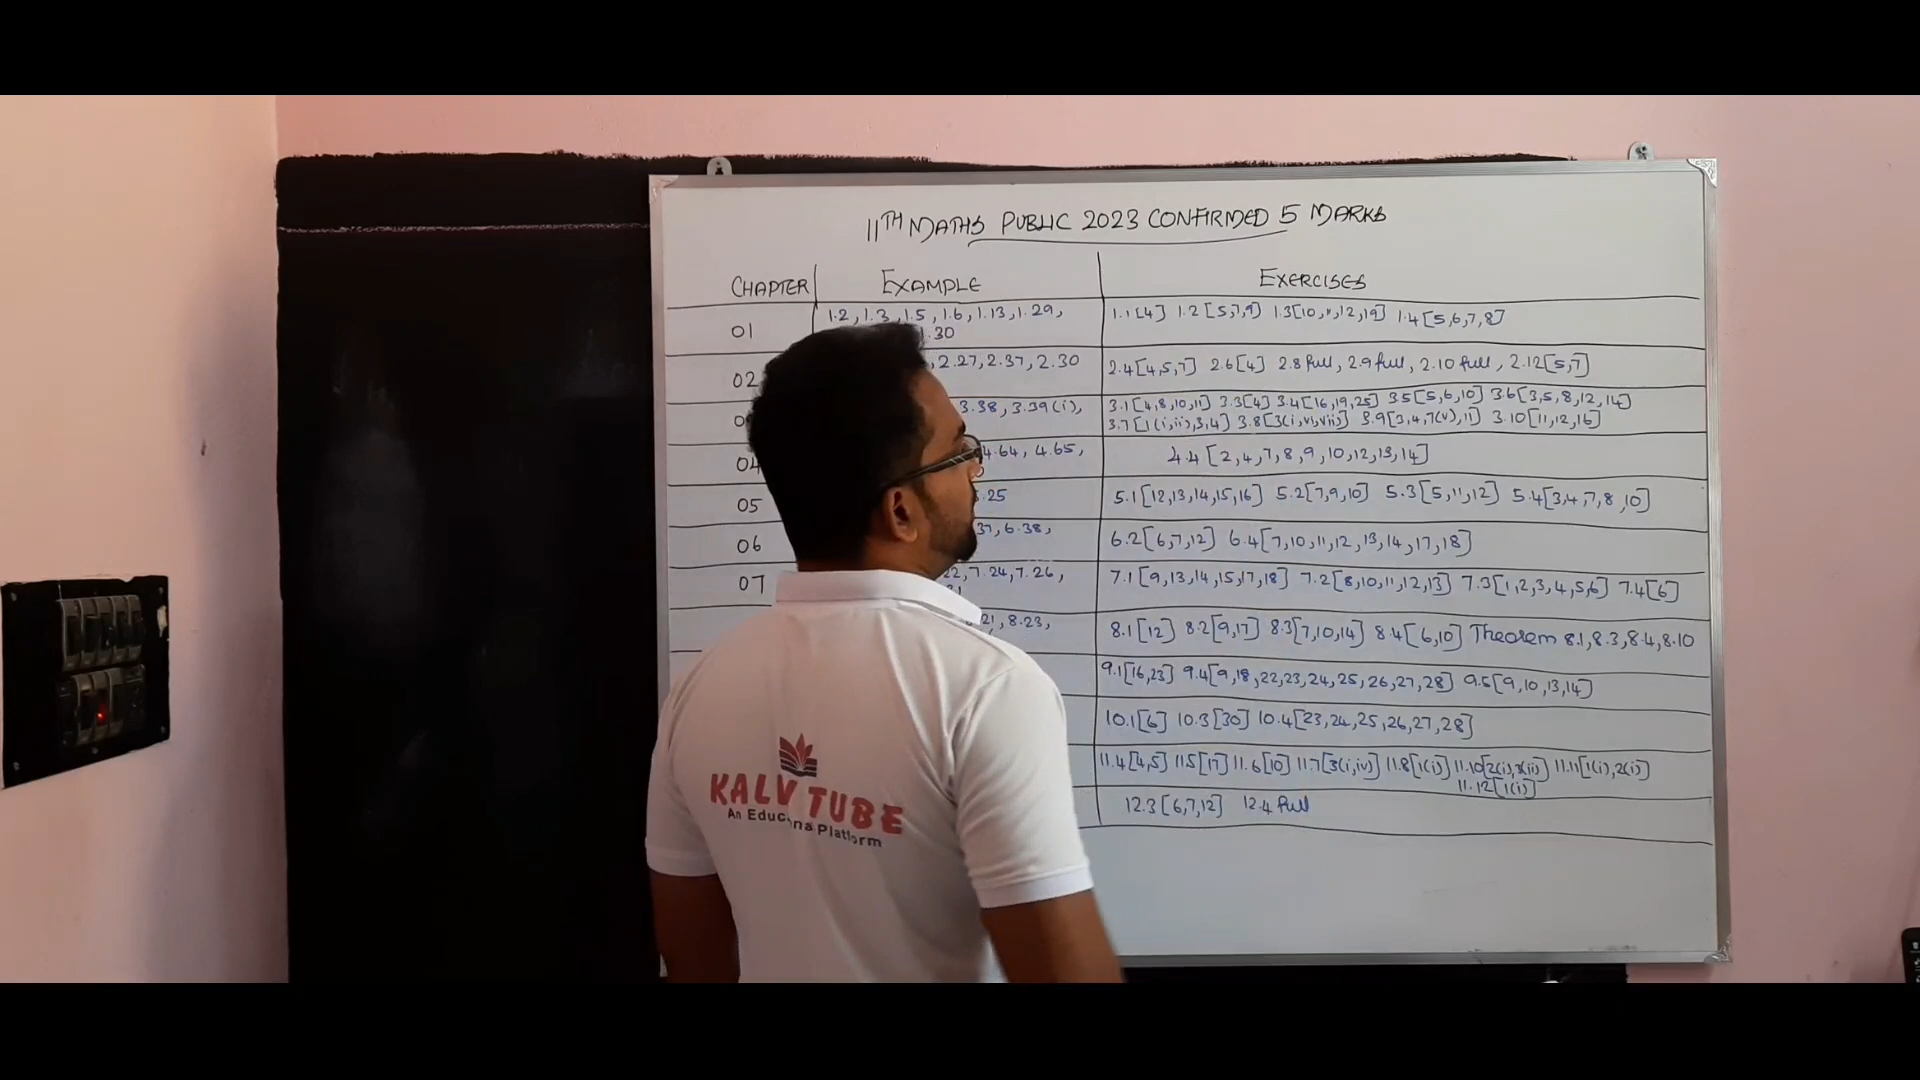 11TH MATHS PUBLIC 2023 CONFIRMED 5 MARKS
CHAPTER EXAMPLE EXERCISES
01 1.2, 1.3, 1.5, 1.6, 1.13, 1.29, 1.1[4] 1.2[5,7,9] 1.3[10,11,12,19] 1.4[5,6,7,8]
.30
02 , 2.27, 2.37, 2.30 2.4[4,5,7] 2.6[4] 2.8 full, 2.9 full, 2.10 full, 2.12[5,7]
3.38, 3.39(i), 3.1[4,8,10,11] 3.3[4] 3.4[16,19,25] 3.5[5,6,10] 3.6[3,5,8,12,14]
3.7[1(i,ii),3,4] 3.8[3(i,vi,vii)] 3.9[3,4,7(v),11] 3.10[11,12,16]
04 4.64, 4.65, 4.4[2,4,7,8,9,10,12,13,14]
05 .25 5.1[12,13,14,15,16] 5.2[7,9,10] 5.3[5,11,12] 5.4[3,4,7,8,10]
06 37, 6.38, 6.2[6,7,12] 6.4[7,10,11,12,13,14,17,18]
07 22, 7.24, 7.26, 7.1[9,13,14,15,17,18] 7.2[8,10,11,12,13] 7.3[1,2,3,4,5,6] 7.4[6]
21, 8.23, 8.1[12] 8.2[9,17] 8.3[7,10,14] 8.4[6,10] Theorem 8.1, 8.3, 8.4, 8.10
9.1[16,23] 9.4[9,18,22,23,24,25,26,27,28] 9.5[9,10,13,14]
10.1[6] 10.3[30] 10.4[23,24,25,26,27,28]
11.4[4,5] 11.5[17] 11.6[10] 11.7[3(i,iv)] 11.8[1(i)] 11.11[1(i),2(i)]
11.12[1(i)]
12.3[6,7,12] 12.4 full
KALVTUBE
An Educational Platform